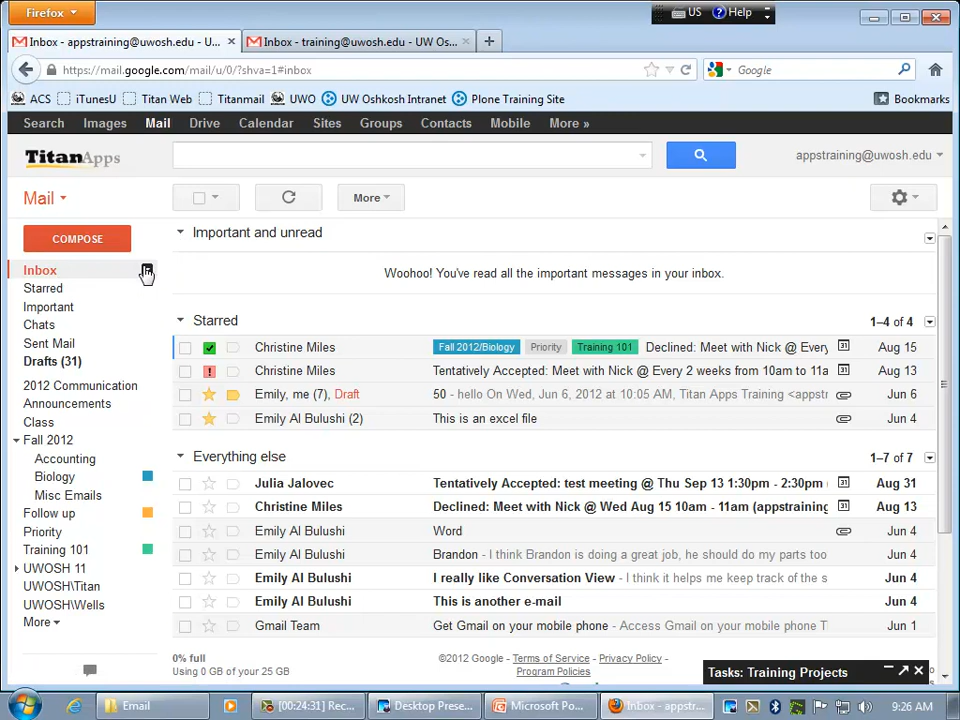 Firefox
US Help
Inbox - appstraining@uwosh.edu - U...
Inbox - training@uwosh.edu - UW Os...
https://mail.google.com/mail/u/0/?shva=1#inbox
Google
ACS iTunesU Titan Web Titanmail UWO UW Oshkosh Intranet Plone Training Site Bookmarks
Search Images Mail Drive Calendar Sites Groups Contacts Mobile More »
TitanApps
appstraining@uwosh.edu
Mail
More
COMPOSE
Inbox
Starred
Important
Chats
Sent Mail
Drafts (31)
2012 Communication
Announcements
Class
Fall 2012
Accounting
Biology
Misc Emails
Follow up
Priority
Training 101
UWOSH 11
UWOSH\Titan
UWOSH\Wells
More
Important and unread
Woohoo! You've read all the important messages in your inbox.
Starred 1–4 of 4
Christine Miles Fall 2012/Biology Priority Training 101 Declined: Meet with Nick @ Every 31 Aug 15
Christine Miles Tentatively Accepted: Meet with Nick @ Every 2 weeks from 10am to 11a 31 Aug 13
Emily, me (7), Draft 50 - hello On Wed, Jun 6, 2012 at 10:05 AM, Titan Apps Training <appst Jun 6
Emily Al Bulushi (2) This is an excel file Jun 4
Everything else 1–7 of 7
Julia Jalovec Tentatively Accepted: test meeting @ Thu Sep 13 1:30pm - 2:30pm ( 31 Aug 31
Christine Miles Declined: Meet with Nick @ Wed Aug 15 10am - 11am (appstraining 31 Aug 13
Emily Al Bulushi Word Jun 4
Emily Al Bulushi Brandon - I think Brandon is doing a great job, he should do my parts too Jun 4
Emily Al Bulushi I really like Conversation View - I think it helps me keep track of the s Jun 4
Emily Al Bulushi This is another e-mail Jun 4
Gmail Team Get Gmail on your mobile phone - Access Gmail on your mobile phone T Jun 1
0% full
Using 0 GB of your 25 GB
©2012 Google - Terms of Service - Privacy Policy -
Program Policies
Tasks: Training Projects
Email
[00:24:31] Rec...
Desktop Prese...
Microsoft Po...
Inbox - appstr...
9:26 AM